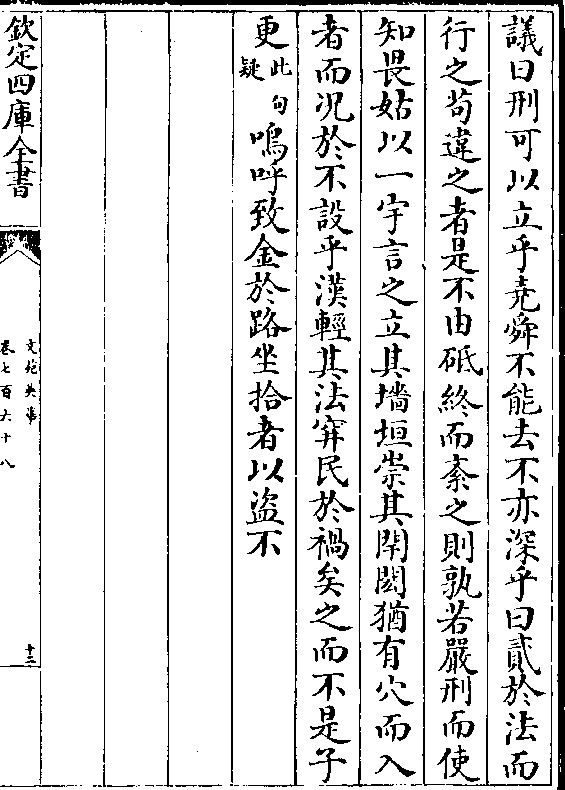 議曰刑可以立乎堯舜不能去不亦深乎曰貳於法而
行之苟違之者是不由砥終而紊之則孰若嚴刑而使
知畏姑以一宇言之立其墻垣崇其閈閎猶有穴而入
者而況於不設乎漢輕其法穽民於禍矣之而不是子
更此句疑嗚呼致金於路坐拾者以盜不
欽定四庫全書
文苑英華
卷七百六十八
十三